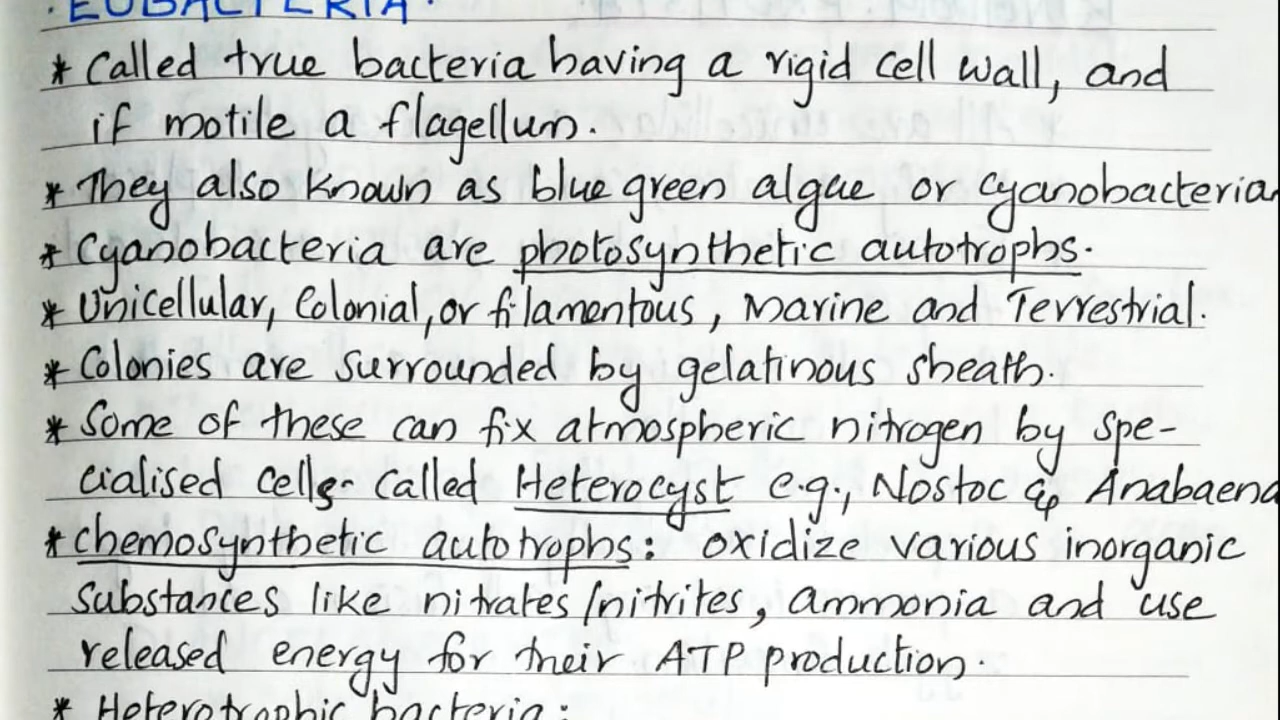 · EUBACTERIA ·
* Called true bacteria having a rigid cell wall, and
if motile a flagellum.
* They also known as blue green algae or cyanobacteria
* Cyanobacteria are photosynthetic autotrophs.
* Unicellular, Colonial, or filamentous, Marine and Terrestrial.
* Colonies are surrounded by gelatinous sheath.
* Some of these can fix atmospheric nitrogen by spe-
cialised cells- called Heterocyst e.g., Nostoc & Anabaena
* chemosynthetic autotrophs: oxidize various inorganic
substances like nitrates/nitrites, ammonia and use
released energy for their ATP production.
* Heterotrophic bacteria: